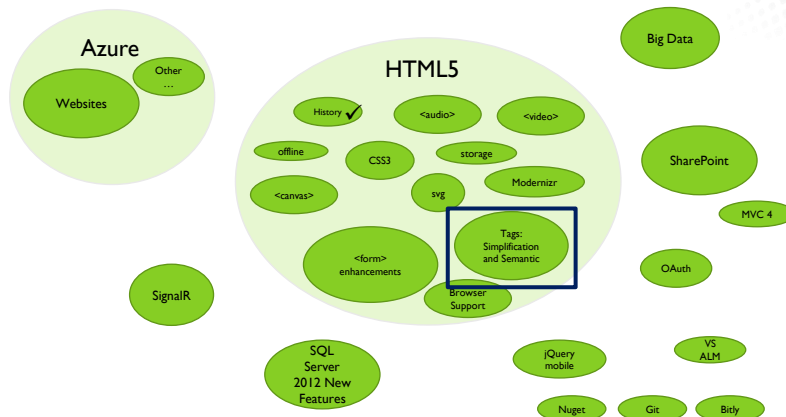 Azure
Other
…
Websites
HTML5
Big Data
History ✓
<audio>
<video>
offline
CSS3
storage
SharePoint
<canvas>
svg
Modernizr
MVC 4
Tags:
Simplification
and Semantic
<form>
enhancements
OAuth
SignalR
Browser
Support
SQL
Server
2012 New
Features
jQuery
mobile
VS
ALM
Nuget
Git
Bitly